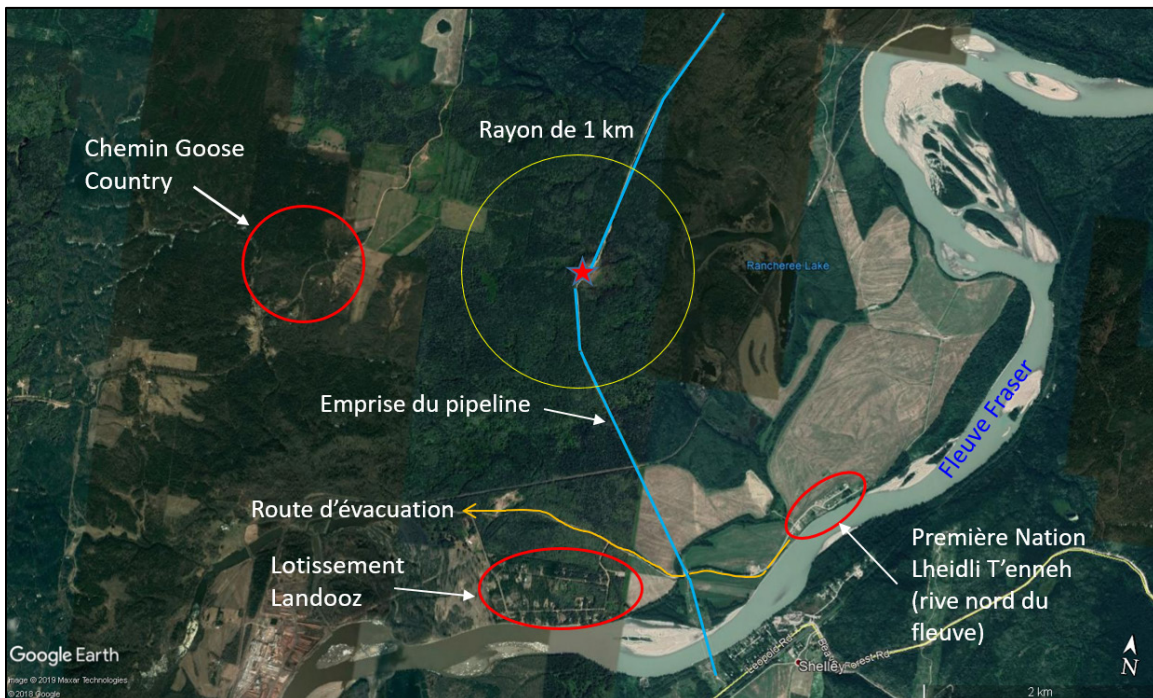 Rayon de 1 km
Chemin Goose
Country
Rancheree Lake
Emprise du pipeline
Fleuve Fraser
Route d'évacuation
Lotissement
Landooz
Première Nation
Lheidli T'enneh
(rive nord du
fleuve)
Leopold Rd
Shelley
Forest Rd
Google Earth
Image © 2019 Maxar Technologies
© 2018 Google
N
2 km